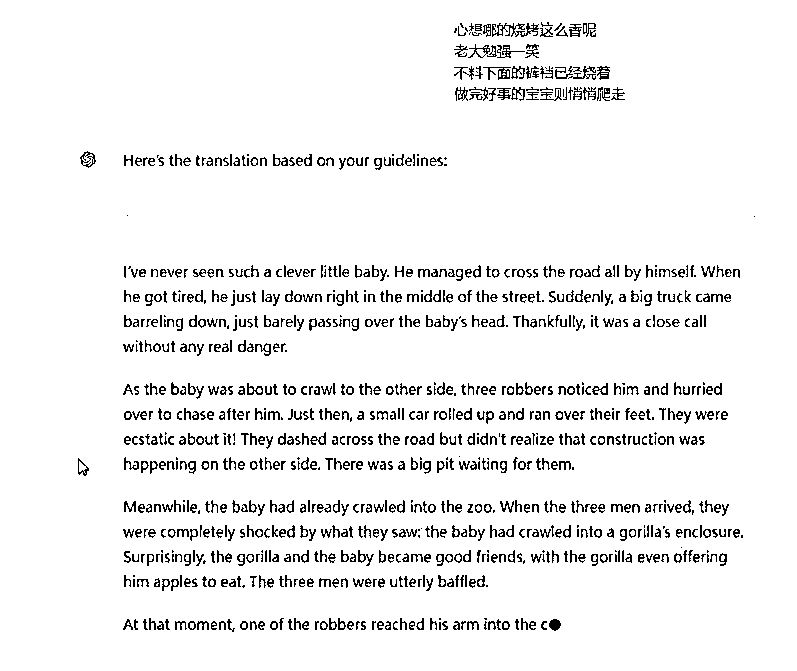 心想哪的烧烤这么香呢
老大勉强一笑
不料下面的裤裆已经烧着
做完好事的宝宝则悄悄爬走
Here's the translation based on your guidelines:
I've never seen such a clever little baby. He managed to cross the road all by himself. When
he got tired, he just lay down right in the middle of the street. Suddenly, a big truck came
barreling down, just barely passing over the baby's head. Thankfully, it was a close call
without any real danger.
As the baby was about to crawl to the other side, three robbers noticed him and hurried
over to chase after him. Just then, a small car rolled up and ran over their feet. They were
ecstatic about it! They dashed across the road but didn't realize that construction was
happening on the other side. There was a big pit waiting for them.
Meanwhile, the baby had already crawled into the zoo. When the three men arrived, they
were completely shocked by what they saw: the baby had crawled into a gorilla's enclosure.
Surprisingly, the gorilla and the baby became good friends, with the gorilla even offering
him apples to eat. The three men were utterly baffled.
At that moment, one of the robbers reached his arm into the c